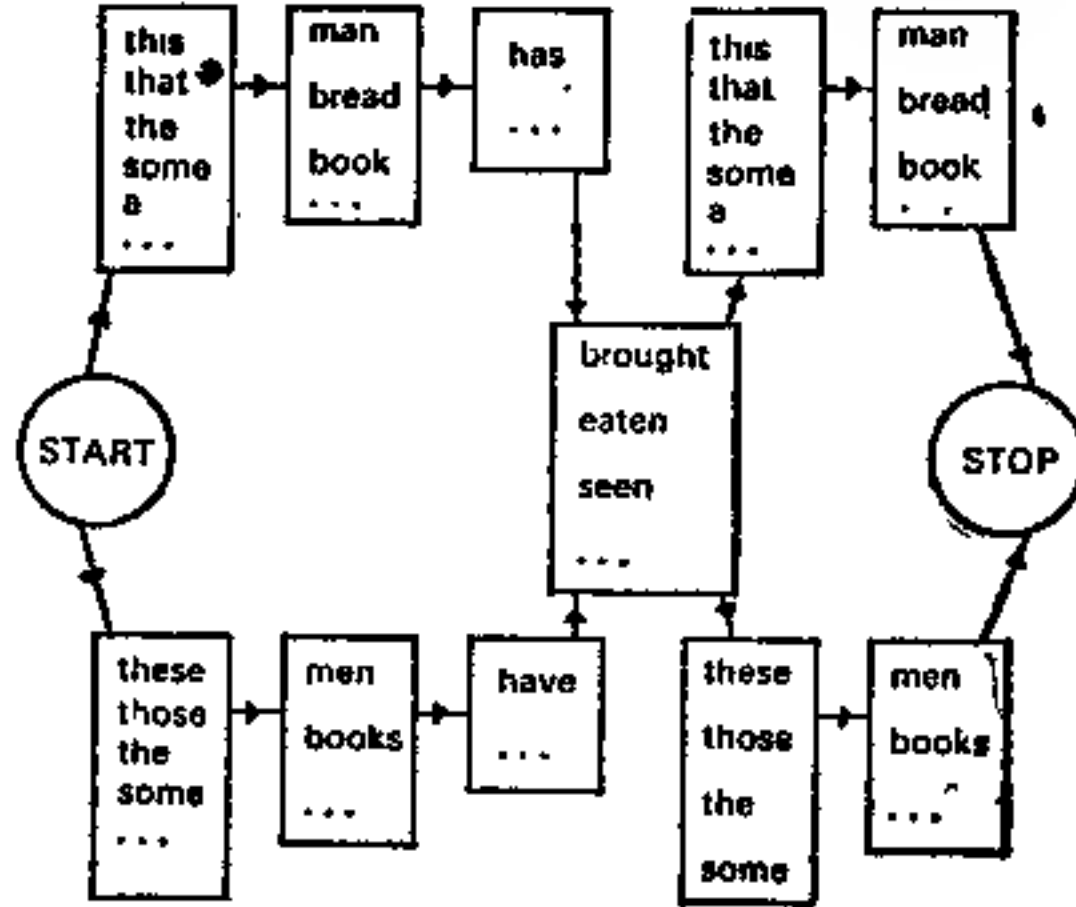 this
that
the
some
a
...
man
bread
book
...
has
...
this
that
the
some
a
...
man
bread
book
. .
START
brought
eaten
seen
...
STOP
these
those
the
some
...
men
books
...
have
...
these
those
the
some
men
books
...